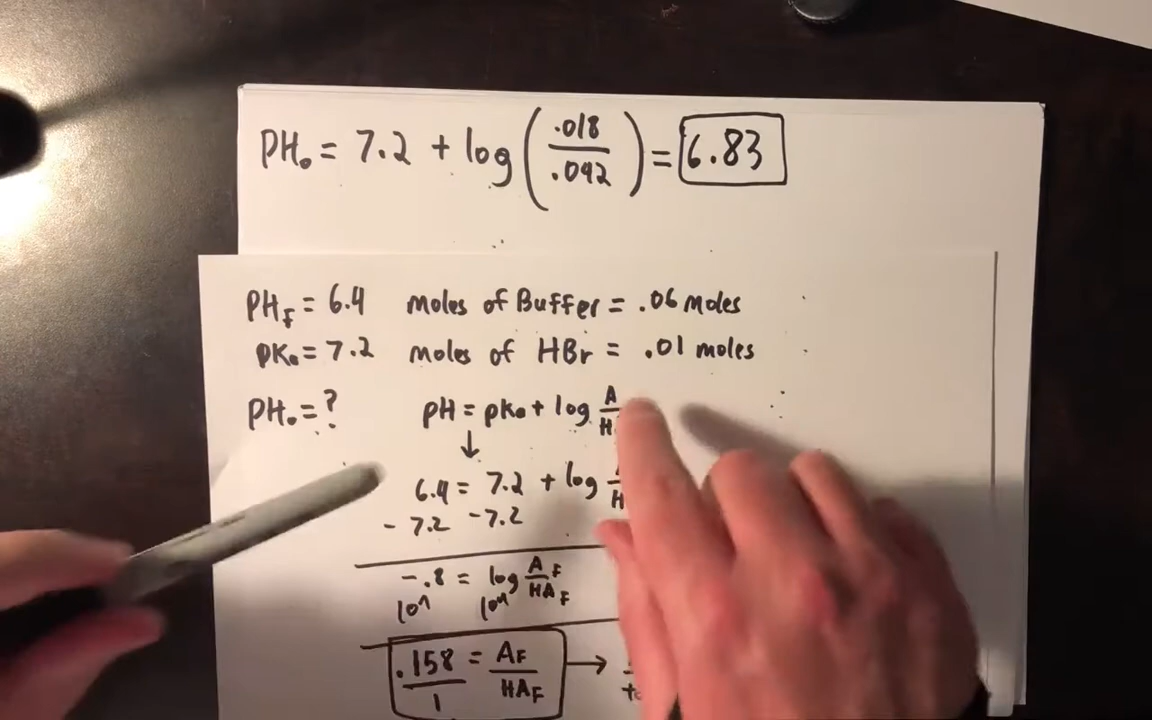 PH₀ = 7.2 + log (.018/.042) = 6.83
PHF = 6.4 moles of Buffer = .06 moles
PKa = 7.2 moles of HBr = .01 moles
PH₀ = ? PH = PKa + log A/H
↓
6.4 = 7.2 + log
- 7.2 - 7.2
-.8 = log AF/HAF
10^ 10^
.158/1 = AF/HAF →